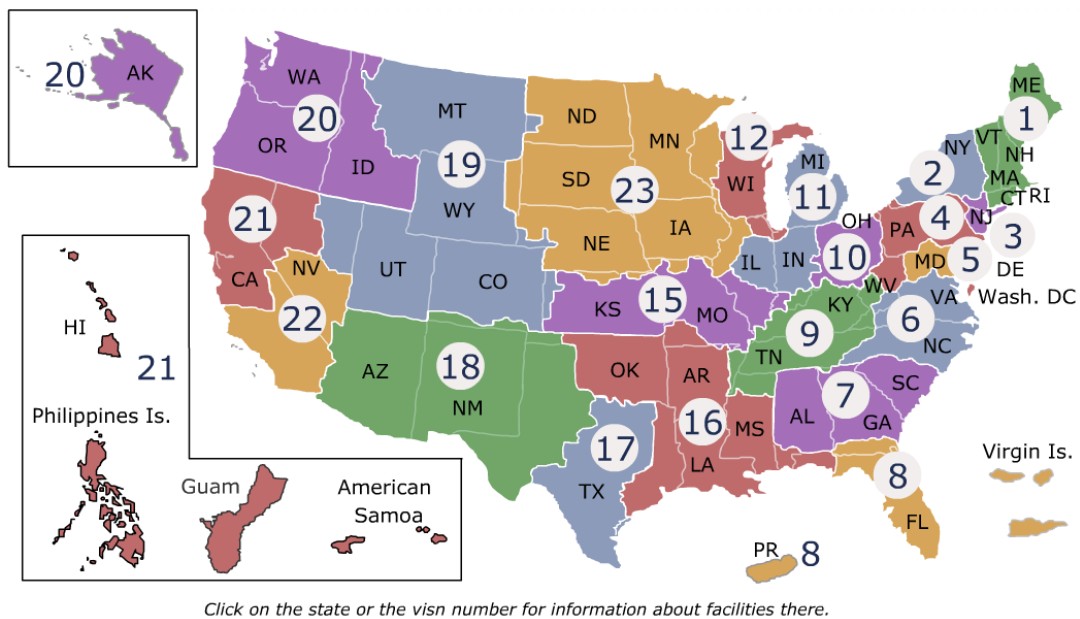 20
AK
WA
20
OR
ID
MT
19
WY
ND
MN
SD
23
NE
IA
12
WI
MI
11
ME
1
VT
NH
NY
2
MA
CT
RI
21
CA
NV
22
UT
CO
KS
15
MO
IL
IN
OH
10
PA
4
NJ
3
MD
5
DE
Wash. DC
WV
VA
6
NC
KY
9
TN
AZ
18
NM
OK
AR
16
LA
MS
17
TX
AL
7
GA
SC
8
FL
PR
8
Virgin Is.
HI
21
Philippines Is.
Guam
American
Samoa
Click on the state or the visn number for information about facilities there.